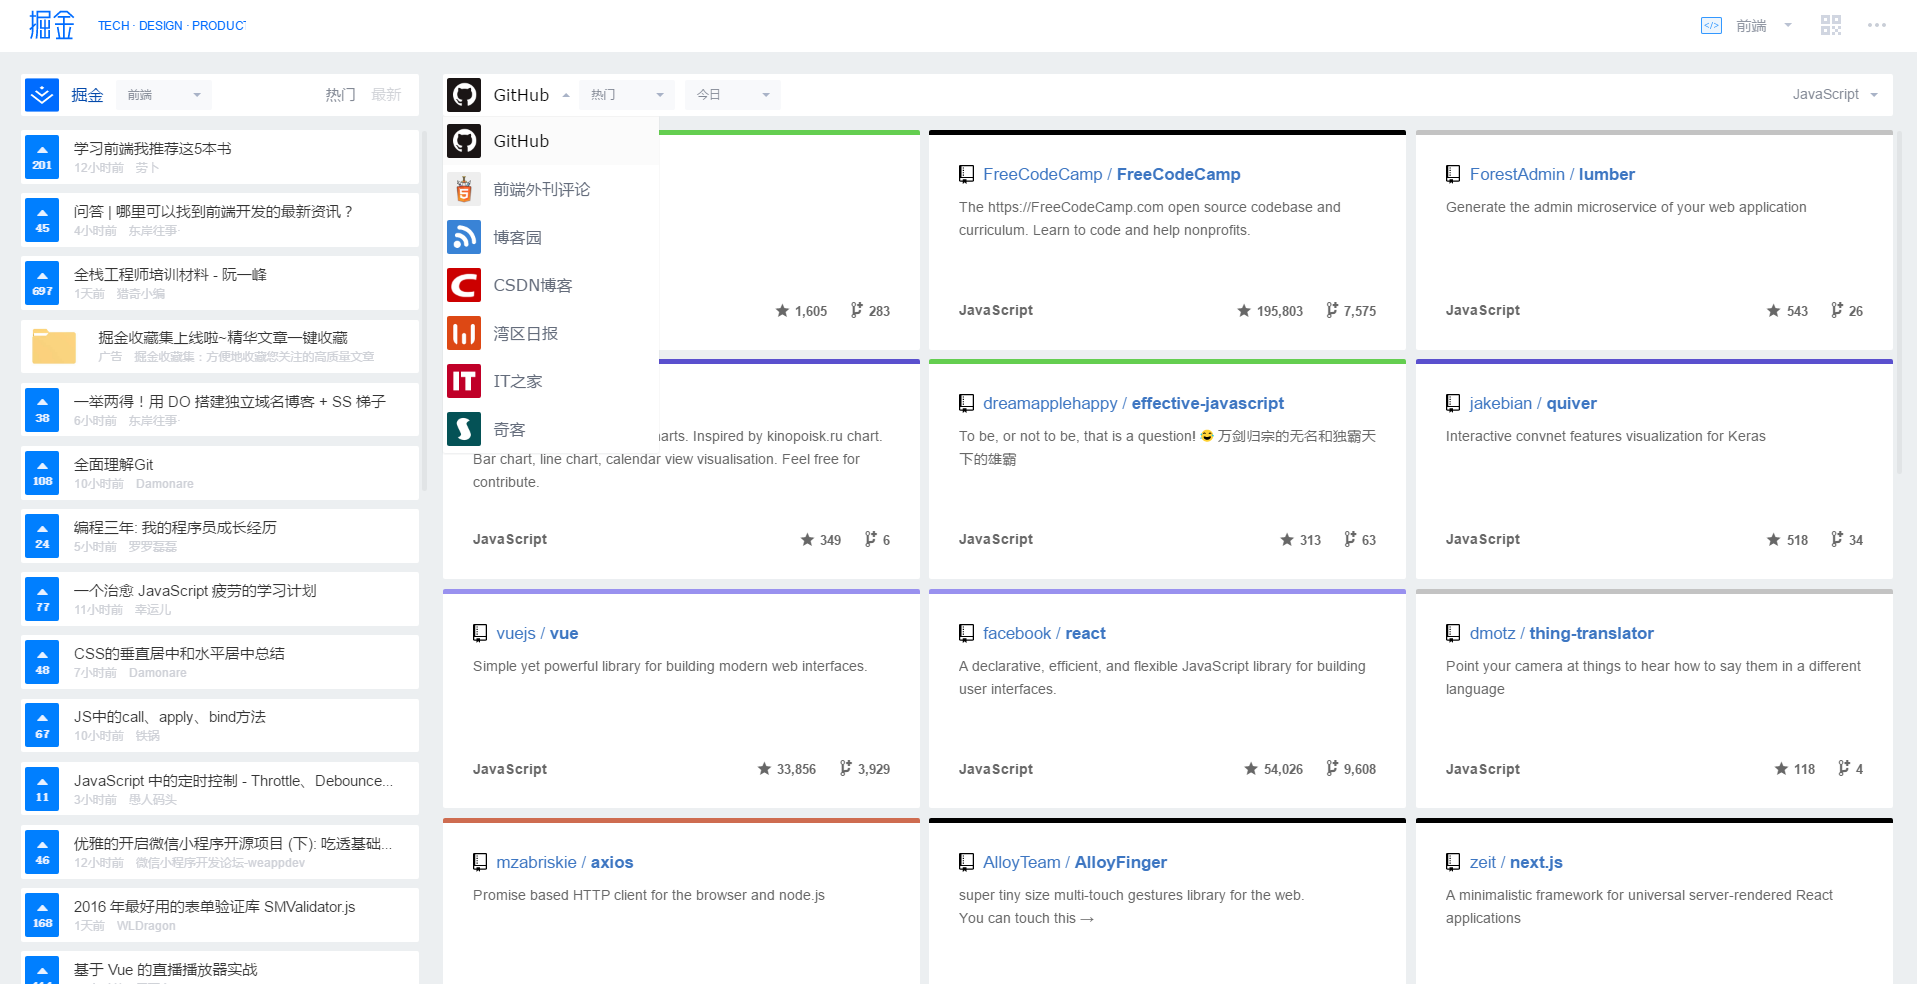 掘金
TECH · DESIGN · PRODUCT
</>
前端
掘金
前端
热门
最新
201
学习前端我推荐这5本书
12小时前 劳卜
45
问答 | 哪里可以找到前端开发的最新资讯？
4小时前 东岸往事
697
全栈工程师培训材料 - 阮一峰
1天前 猎奇小编
掘金收藏集上线啦~精华文章一键收藏
广告 掘金收藏集：方便地收藏您关注的高质量文章
38
一举两得！用 DO 搭建独立域名博客 + SS 梯子
6小时前 东岸往事
108
全面理解Git
10小时前 Damonare
24
编程三年: 我的程序员成长经历
5小时前 罗罗磊磊
77
一个治愈 JavaScript 疲劳的学习计划
11小时前 幸运儿
48
CSS的垂直居中和水平居中总结
7小时前 Damonare
67
JS中的call、apply、bind方法
10小时前 铁锅
11
JavaScript 中的定时控制 - Throttle、Debounce...
3小时前 愚人码头
46
优雅的开启微信小程序开源项目 (下): 吃透基础...
12小时前 微信小程序开发论坛-weappdev
168
2016 年最好用的表单验证库 SMValidator.js
1天前 WLDragon
基于 Vue 的直播播放器实战
GitHub
热门
今日
JavaScript
GitHub
前端外刊评论
博客园
CSDN博客
湾区日报
IT之家
奇客
1,605 283
FreeCodeCamp / FreeCodeCamp
The https://FreeCodeCamp.com open source codebase and
curriculum. Learn to code and help nonprofits.
JavaScript 195,803 7,575
ForestAdmin / lumber
Generate the admin microservice of your web application
JavaScript 543 26
arts. Inspired by kinopoisk.ru chart.
Bar chart, line chart, calendar view visualisation. Feel free for
contribute.
JavaScript 349 6
dreamapplehappy / effective-javascript
To be, or not to be, that is a question! 😂 万剑归宗的无名和独霸天
下的雄霸
JavaScript 313 63
jakebian / quiver
Interactive convnet features visualization for Keras
JavaScript 518 34
vuejs / vue
Simple yet powerful library for building modern web interfaces.
JavaScript 33,856 3,929
facebook / react
A declarative, efficient, and flexible JavaScript library for building
user interfaces.
JavaScript 54,026 9,608
dmotz / thing-translator
Point your camera at things to hear how to say them in a different
language
JavaScript 118 4
mzabriskie / axios
Promise based HTTP client for the browser and node.js
AlloyTeam / AlloyFinger
super tiny size multi-touch gestures library for the web.
You can touch this →
zeit / next.js
A minimalistic framework for universal server-rendered React
applications